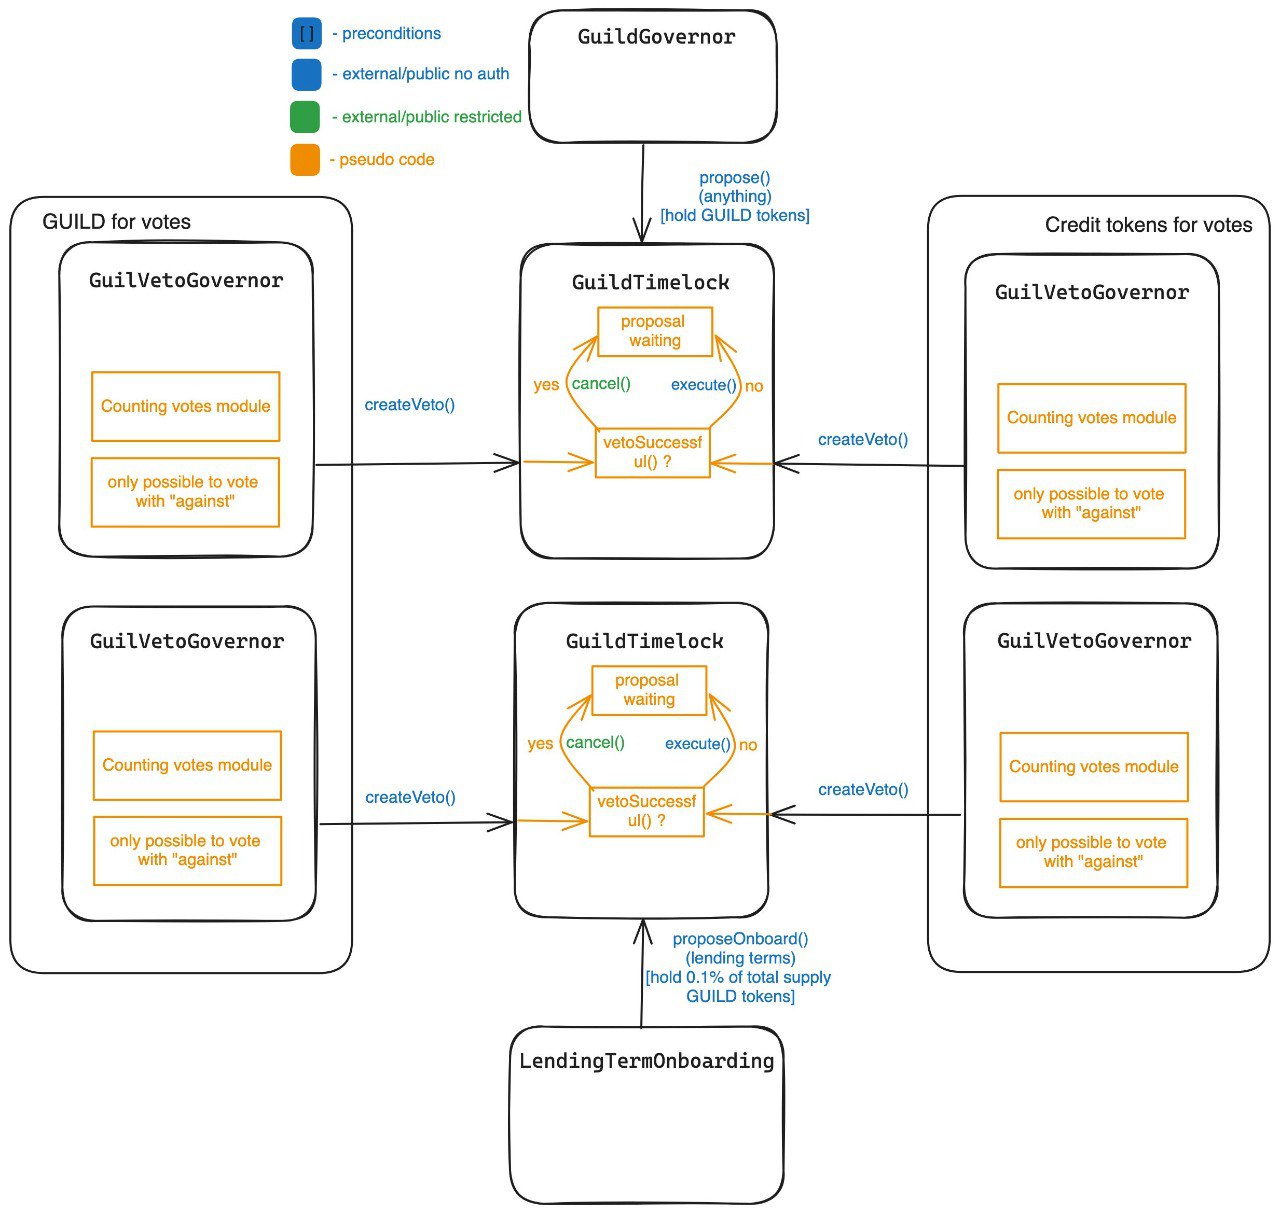 [ ] - preconditions
- external/public no auth
- external/public restricted
- pseudo code
GuildGovernor
propose()
(anything)
[hold GUILD tokens]
GUILD for votes
GuilVetoGovernor
Counting votes module
only possible to vote
with "against"
createVeto()
GuildTimelock
proposal
waiting
yes
cancel()
execute()
no
vetoSuccessf
ul() ?
Credit tokens for votes
GuilVetoGovernor
Counting votes module
only possible to vote
with "against"
createVeto()
GuilVetoGovernor
Counting votes module
only possible to vote
with "against"
createVeto()
GuildTimelock
proposal
waiting
yes
cancel()
execute()
no
vetoSuccessf
ul() ?
GuilVetoGovernor
Counting votes module
only possible to vote
with "against"
createVeto()
proposeOnboard()
(lending terms)
[hold 0.1% of total supply
GUILD tokens]
LendingTermOnboarding